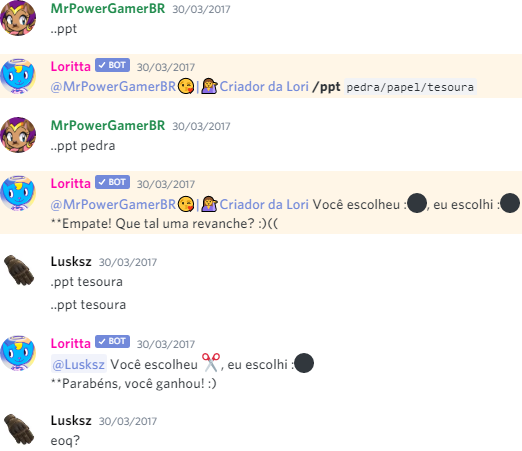 MrPowerGamerBR 30/03/2017
..ppt
Loritta ✓ BOT 30/03/2017
@MrPowerGamerBR😘|💁Criador da Lori /ppt pedra/papel/tesoura
MrPowerGamerBR 30/03/2017
..ppt pedra
Loritta ✓ BOT 30/03/2017
@MrPowerGamerBR😘|💁Criador da Lori Você escolheu :⚫, eu escolhi :⚫
**Empate! Que tal uma revanche? :)((
Lusksz 30/03/2017
.ppt tesoura
..ppt tesoura
Loritta ✓ BOT 30/03/2017
@Lusksz Você escolheu ✂, eu escolhi :⚫
**Parabéns, você ganhou! :)
Lusksz 30/03/2017
eoq?